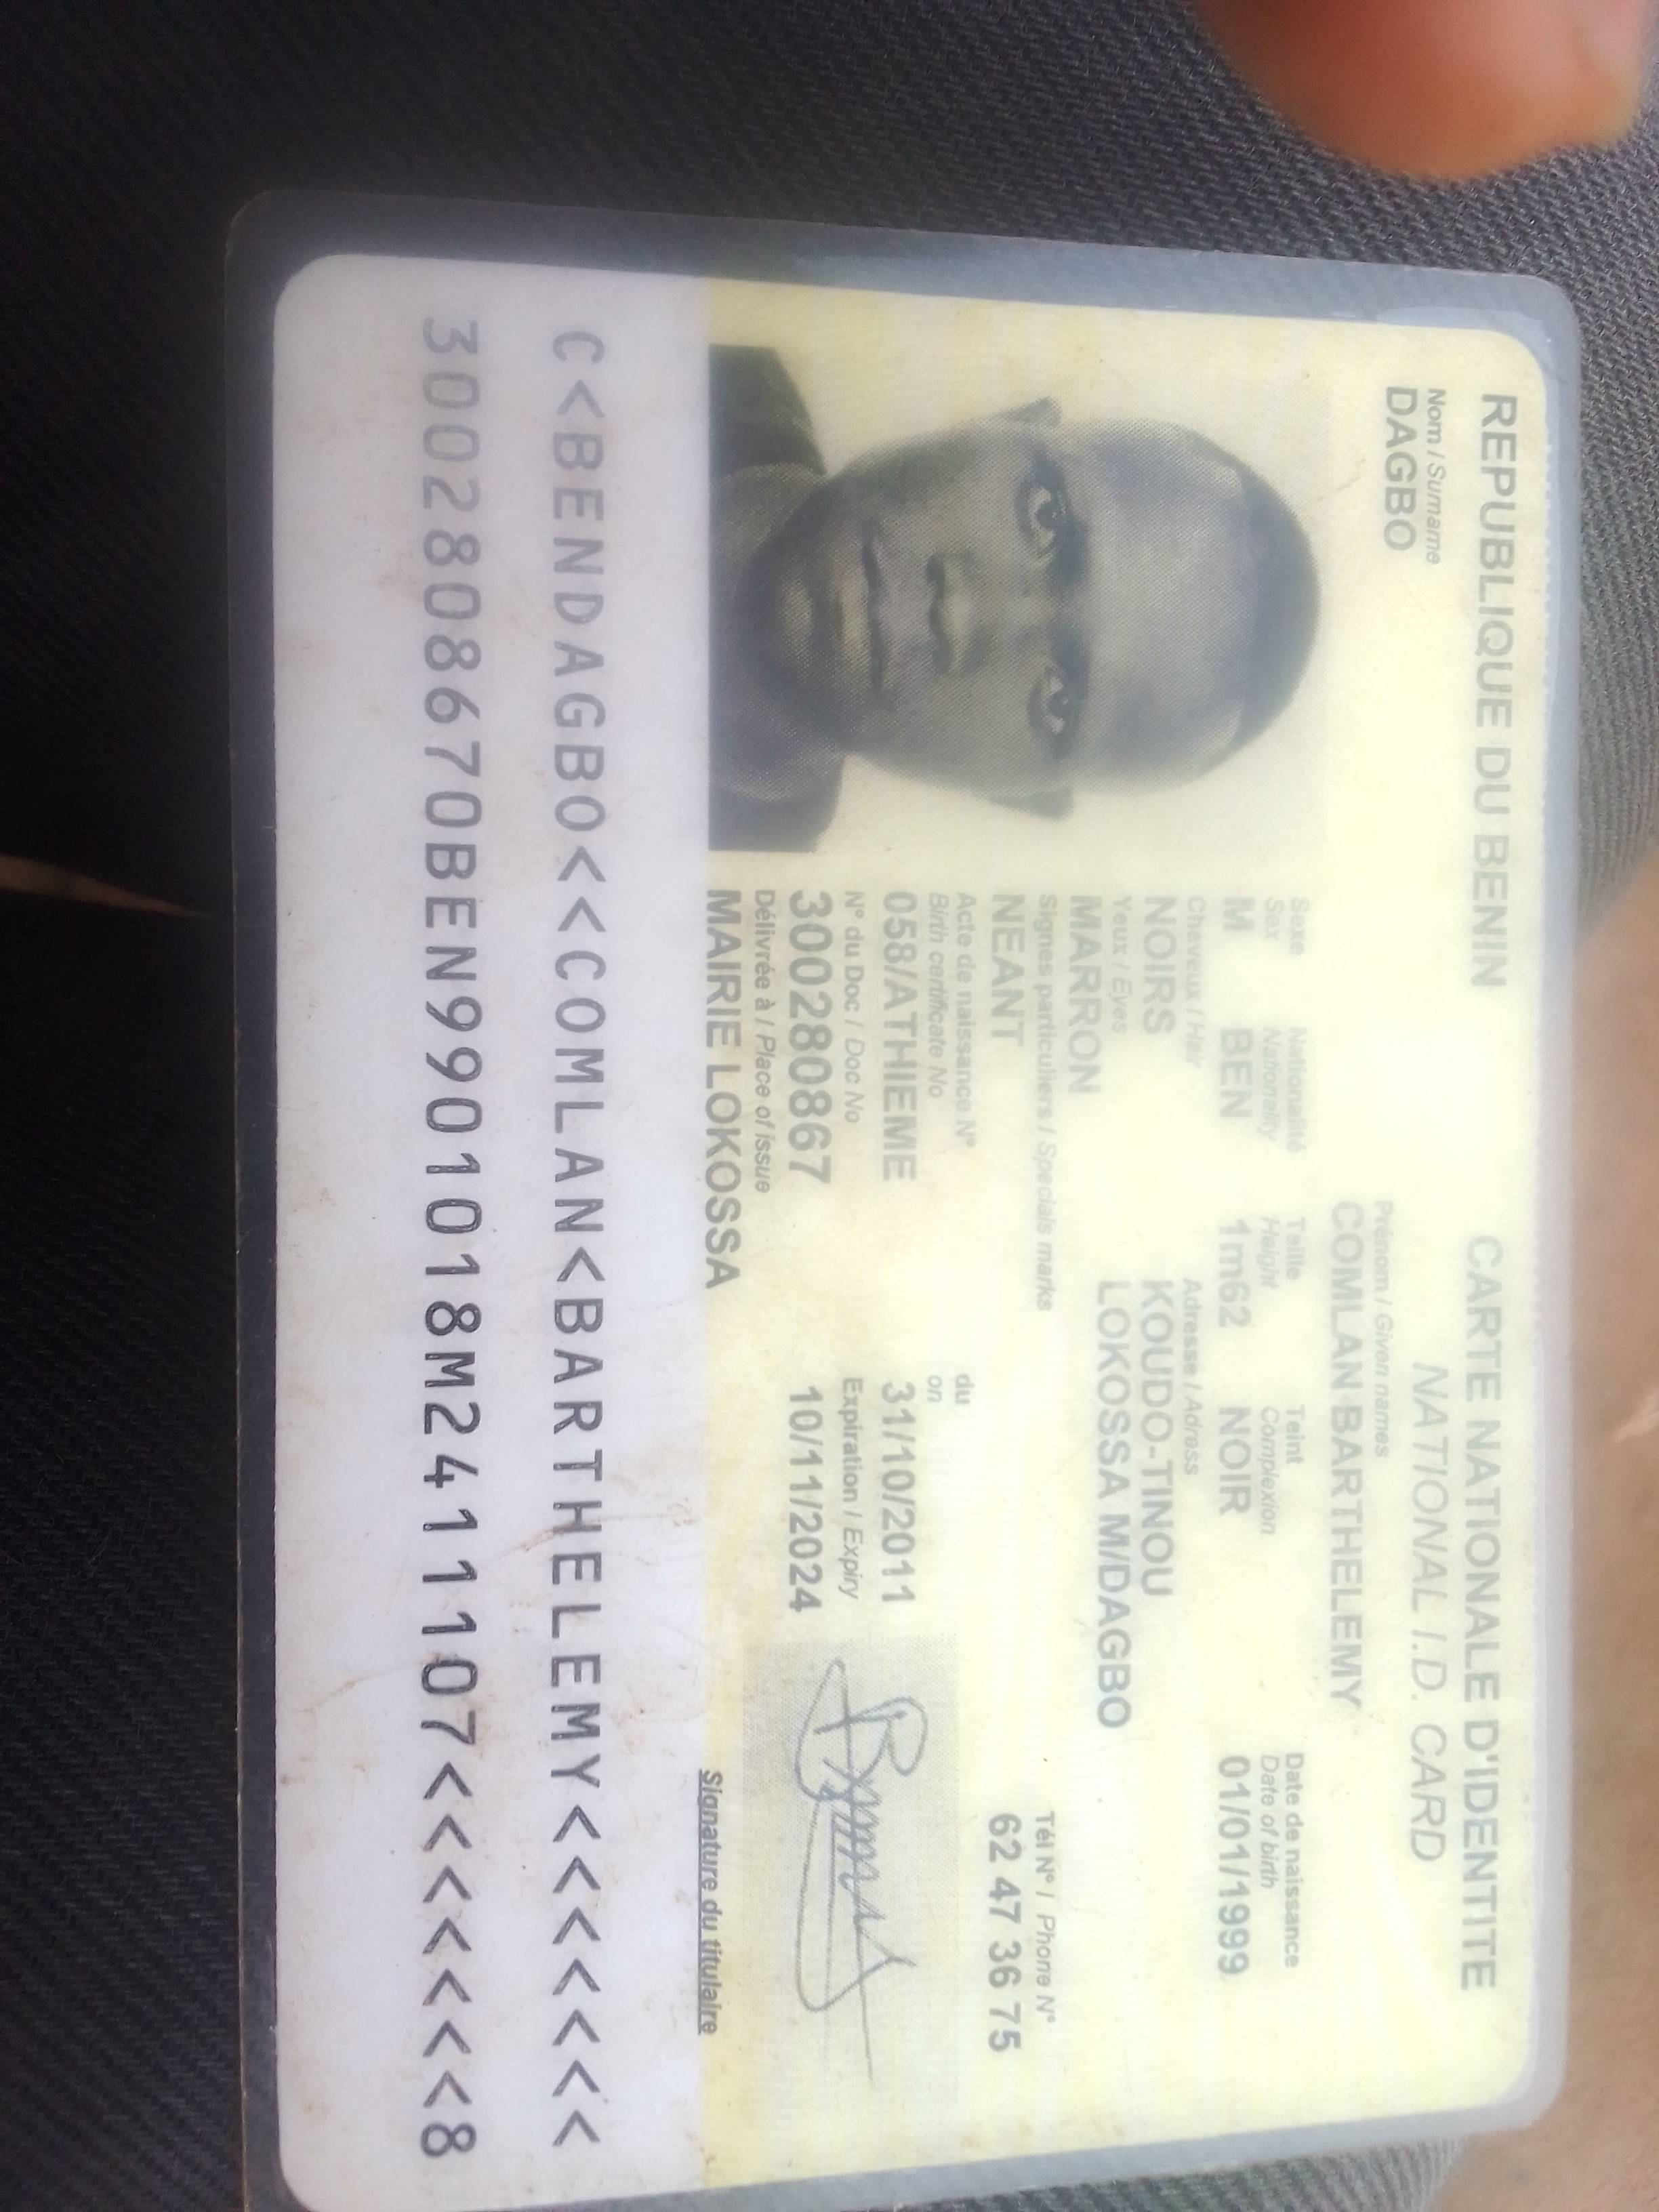 REPUBLIQUE DU BENIN
CARTE NATIONALE D'IDENTITE
NATIONAL I.D. CARD
Nom / Surname
DAGBO
Prénom / Given names
COMLAN BARTHELEMY
Sexe Nationalité Taille Teint Date de naissance
Sex Nationality Height Complexion Date of birth
M BEN 1m62 NOIR 01/01/1999
Cheveux / Hair Adresse / Adress
NOIRS KOUDO-TINOU
Yeux / Eyes LOKOSSA M/DAGBO
MARRON
Signes particuliers / Specials marks Tél N° / Phone N°
NEANT 62 47 36 75
Acte de naissance N° du
Birth certificate No on
058/ATHIEME 31/10/2011
N° du Doc / Doc No Expiration / Expiry
300280867 10/11/2024
Délivrée à / Place of issue
MAIRIE LOKOSSA
Signature du titulaire
C<BENDAGBO<<COMLAN<BARTHELEMY<<<<<<<
3002808670BEN9901018M2411107<<<<<<<8